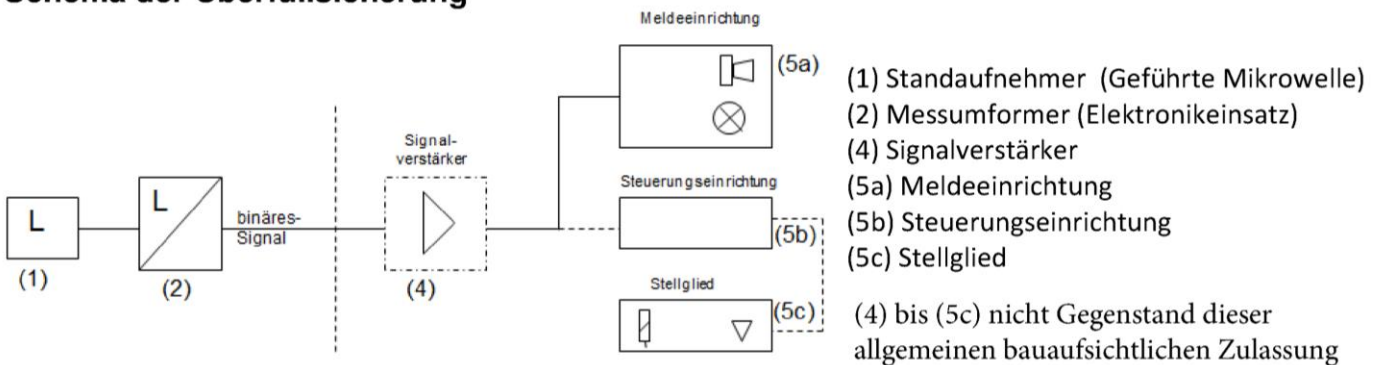 Schema der Überfüllsicherung
Meldeeinrichtung
(5a)
Signal-
verstärker
Steuerungseinrichtung
L
L
binäres-
Signal
(5b)
(1)
(2)
(4)
Stellglied
(5c)
(1) Standaufnehmer (Geführte Mikrowelle)
(2) Messumformer (Elektronikeinsatz)
(4) Signalverstärker
(5a) Meldeeinrichtung
(5b) Steuerungseinrichtung
(5c) Stellglied
(4) bis (5c) nicht Gegenstand dieser
allgemeinen bauaufsichtlichen Zulassung